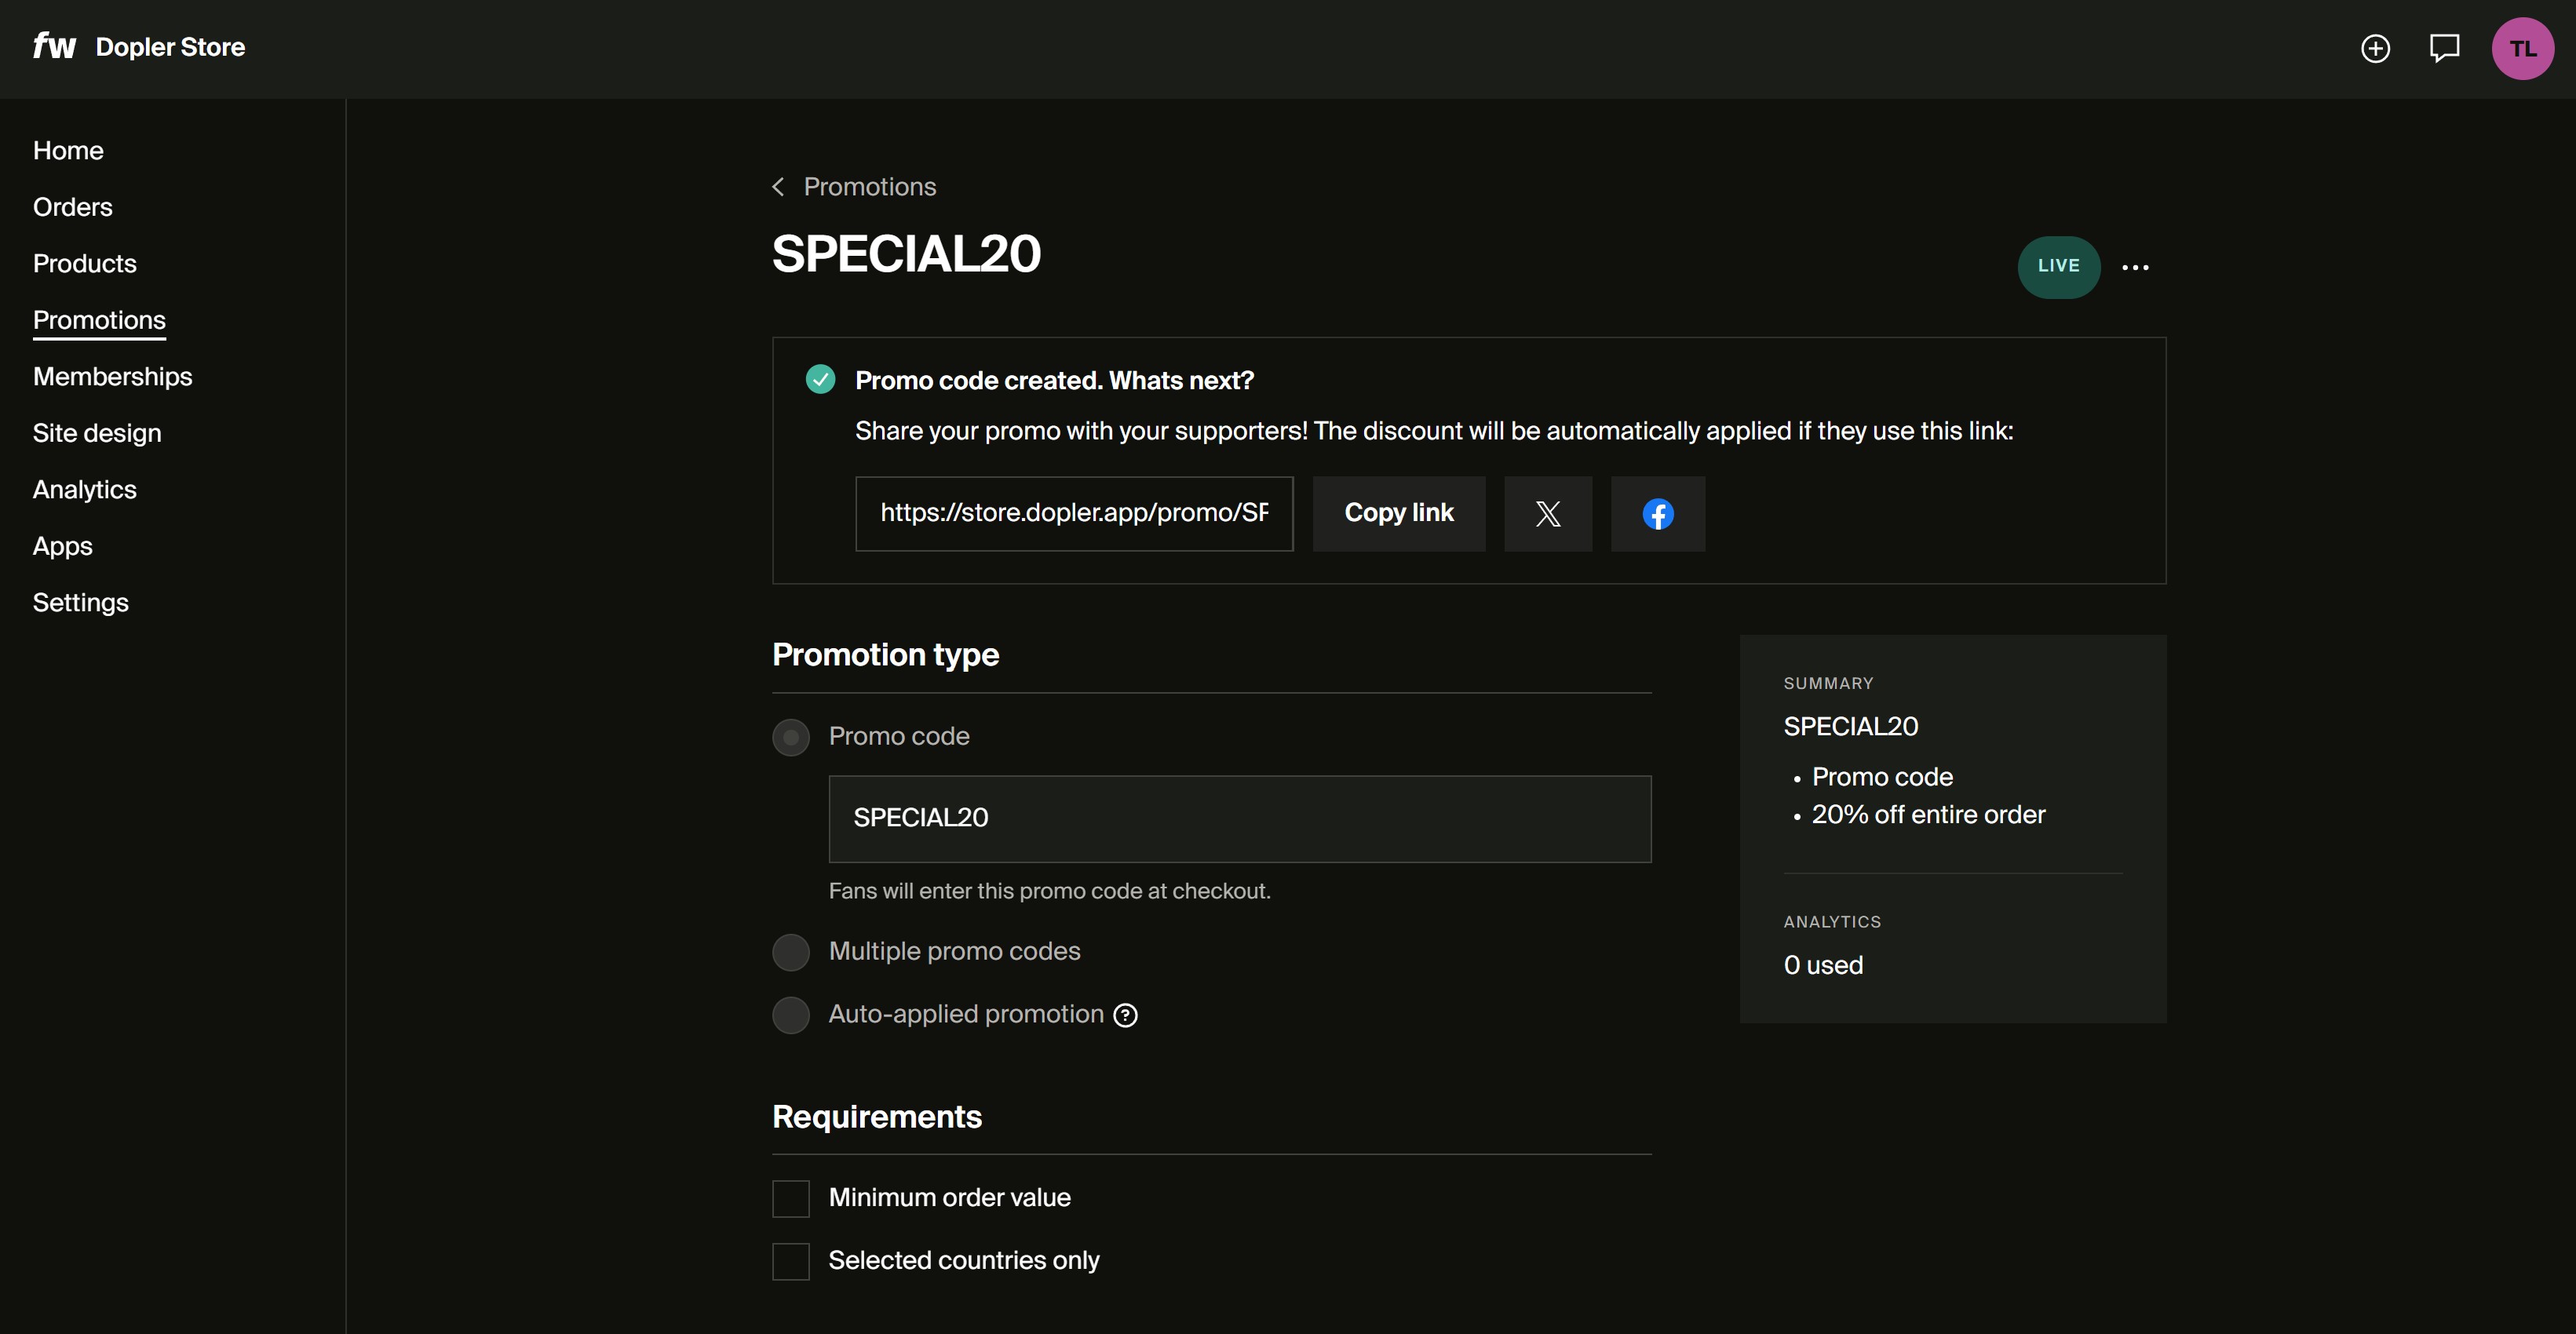 fw Dopler Store
TL
Home
Orders
Products
Promotions
Memberships
Site design
Analytics
Apps
Settings
Promotions
SPECIAL20
LIVE
Promo code created. Whats next?
Share your promo with your supporters! The discount will be automatically applied if they use this link:
https://store.dopler.app/promo/SP
Copy link
Promotion type
Promo code
SPECIAL20
Fans will enter this promo code at checkout.
Multiple promo codes
Auto-applied promotion
Requirements
Minimum order value
Selected countries only
SUMMARY
SPECIAL20
• Promo code
• 20% off entire order
ANALYTICS
0 used